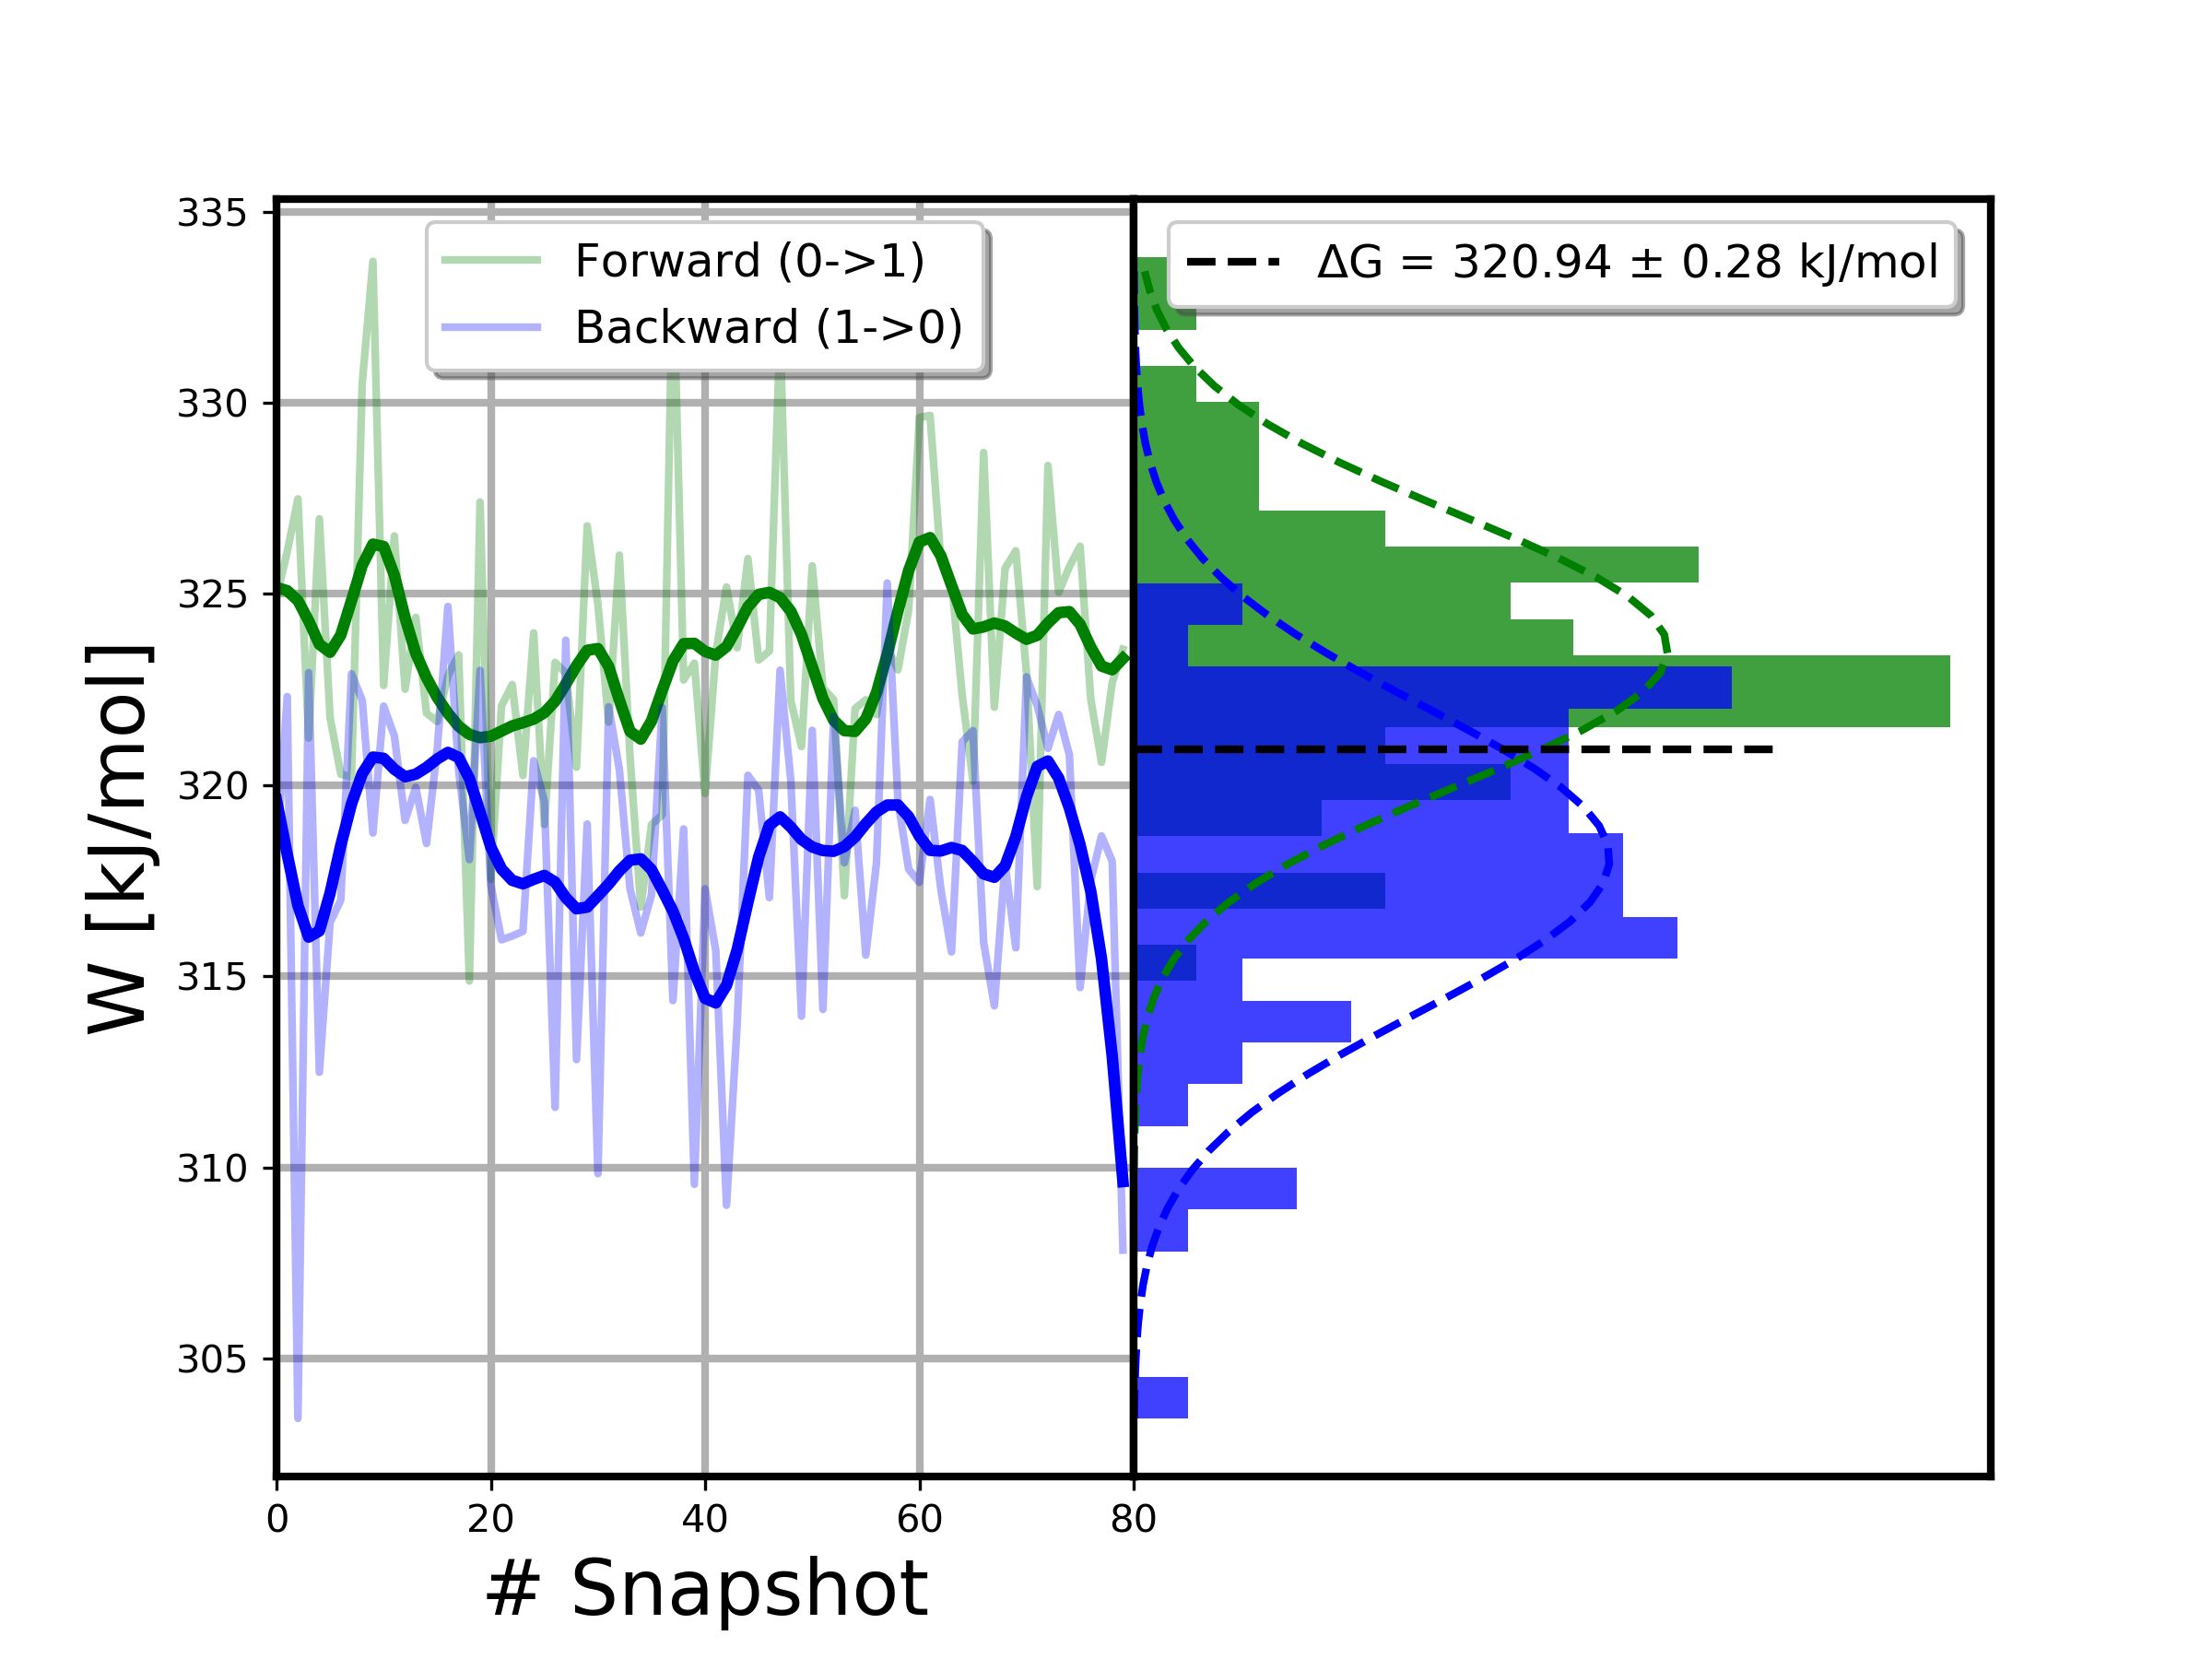 Forward (0->1)
Backward (1->0)
ΔG = 320.94 ± 0.28 kJ/mol
W [kJ/mol]
335
330
325
320
315
310
305
0 20 40 60 80
# Snapshot